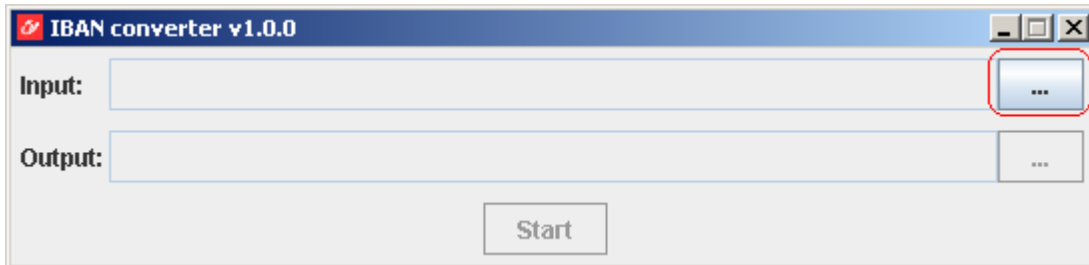 IBAN converter v1.0.0
Input: ...
Output: ...
Start